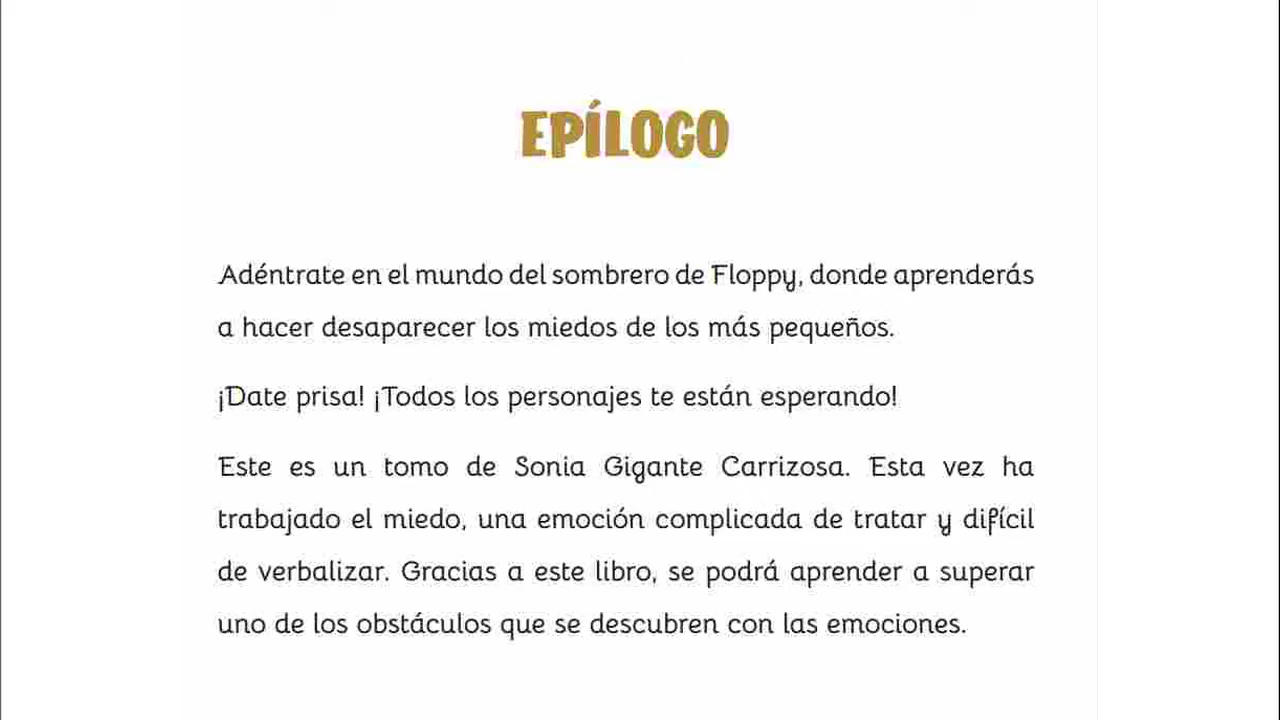 EPÍLOGO
Adéntrate en el mundo del sombrero de Floppy, donde aprenderás
a hacer desaparecer los miedos de los más pequeños.
¡Date prisa! ¡Todos los personajes te están esperando!
Este es un tomo de Sonia Gigante Carrizosa. Esta vez ha
trabajado el miedo, una emoción complicada de tratar y difícil
de verbalizar. Gracias a este libro, se podrá aprender a superar
uno de los obstáculos que se descubren con las emociones.